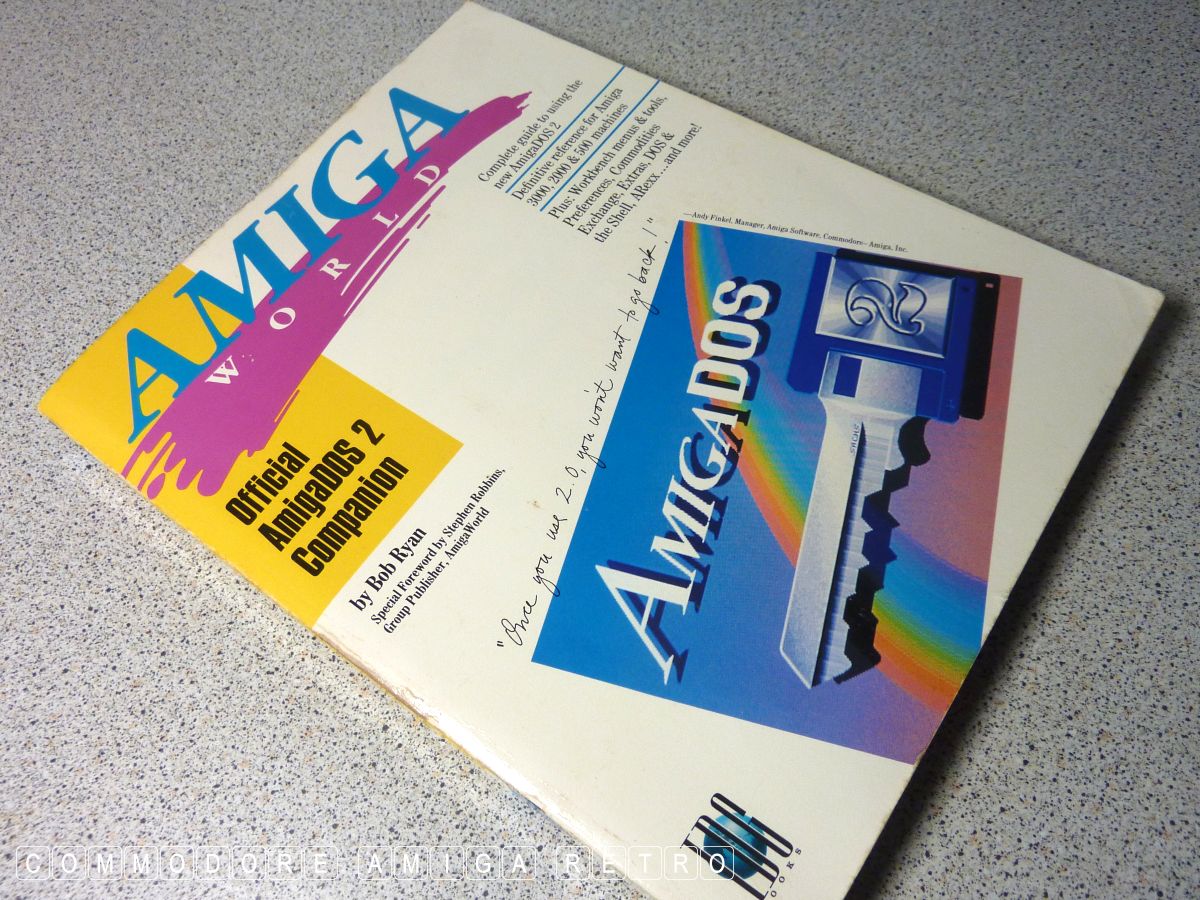 AMIGA
WORLD
Official
AmigaDOS 2
Companion
by Bob Ryan
Special Foreword by Stephen Robbins,
Group Publisher, AmigaWorld
Complete guide to using the
new AmigaDOS 2
Definitive reference for Amiga
3000, 2000 & 500 machines
Plus: Workbench menus & tools,
Preferences, Commodities
Exchange, Extras, DOS &
the Shell, ARexx...and more!
"Once you use 2.0, you won't want to go back!"
—Andy Finkel, Manager, Amiga Software, Commodore–Amiga, Inc.
AMIGADOS
2
SACHS
IDG
BOOKS
COMMODORE AMIGA RETRO